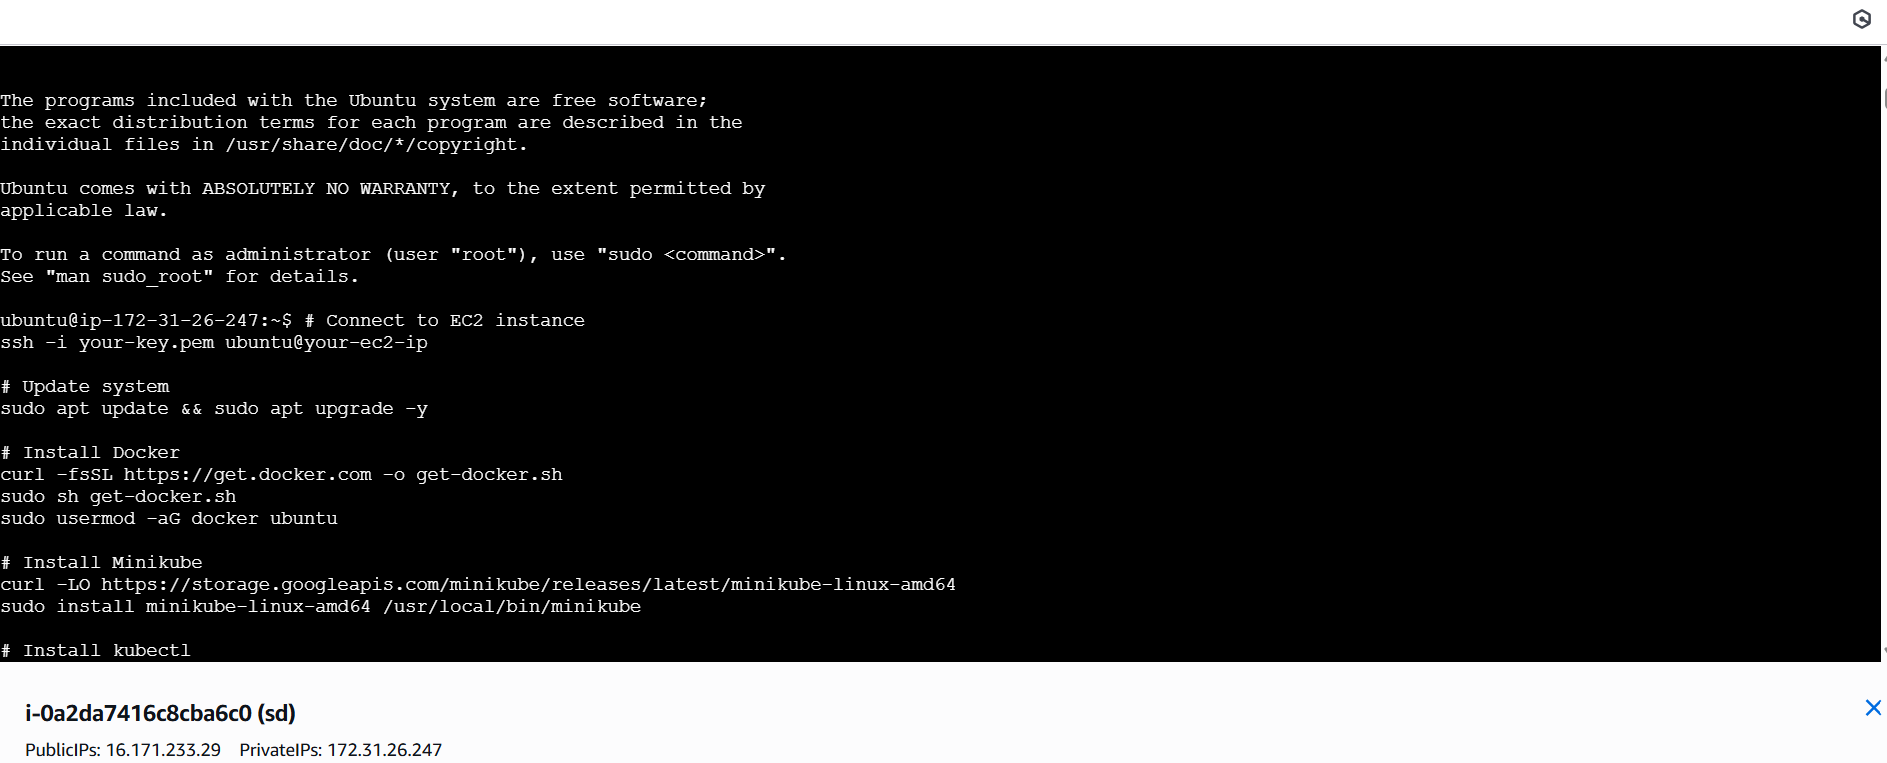 The programs included with the Ubuntu system are free software;
the exact distribution terms for each program are described in the
individual files in /usr/share/doc/*/copyright.
Ubuntu comes with ABSOLUTELY NO WARRANTY, to the extent permitted by
applicable law.
To run a command as administrator (user "root"), use "sudo <command>".
See "man sudo_root" for details.
ubuntu@ip-172-31-26-247:~$ # Connect to EC2 instance
ssh -i your-key.pem ubuntu@your-ec2-ip
# Update system
sudo apt update && sudo apt upgrade -y
# Install Docker
curl -fsSL https://get.docker.com -o get-docker.sh
sudo sh get-docker.sh
sudo usermod -aG docker ubuntu
# Install Minikube
curl -LO https://storage.googleapis.com/minikube/releases/latest/minikube-linux-amd64
sudo install minikube-linux-amd64 /usr/local/bin/minikube
# Install kubectl
i-0a2da7416c8cba6c0 (sd)
PublicIPs: 16.171.233.29 PrivateIPs: 172.31.26.247